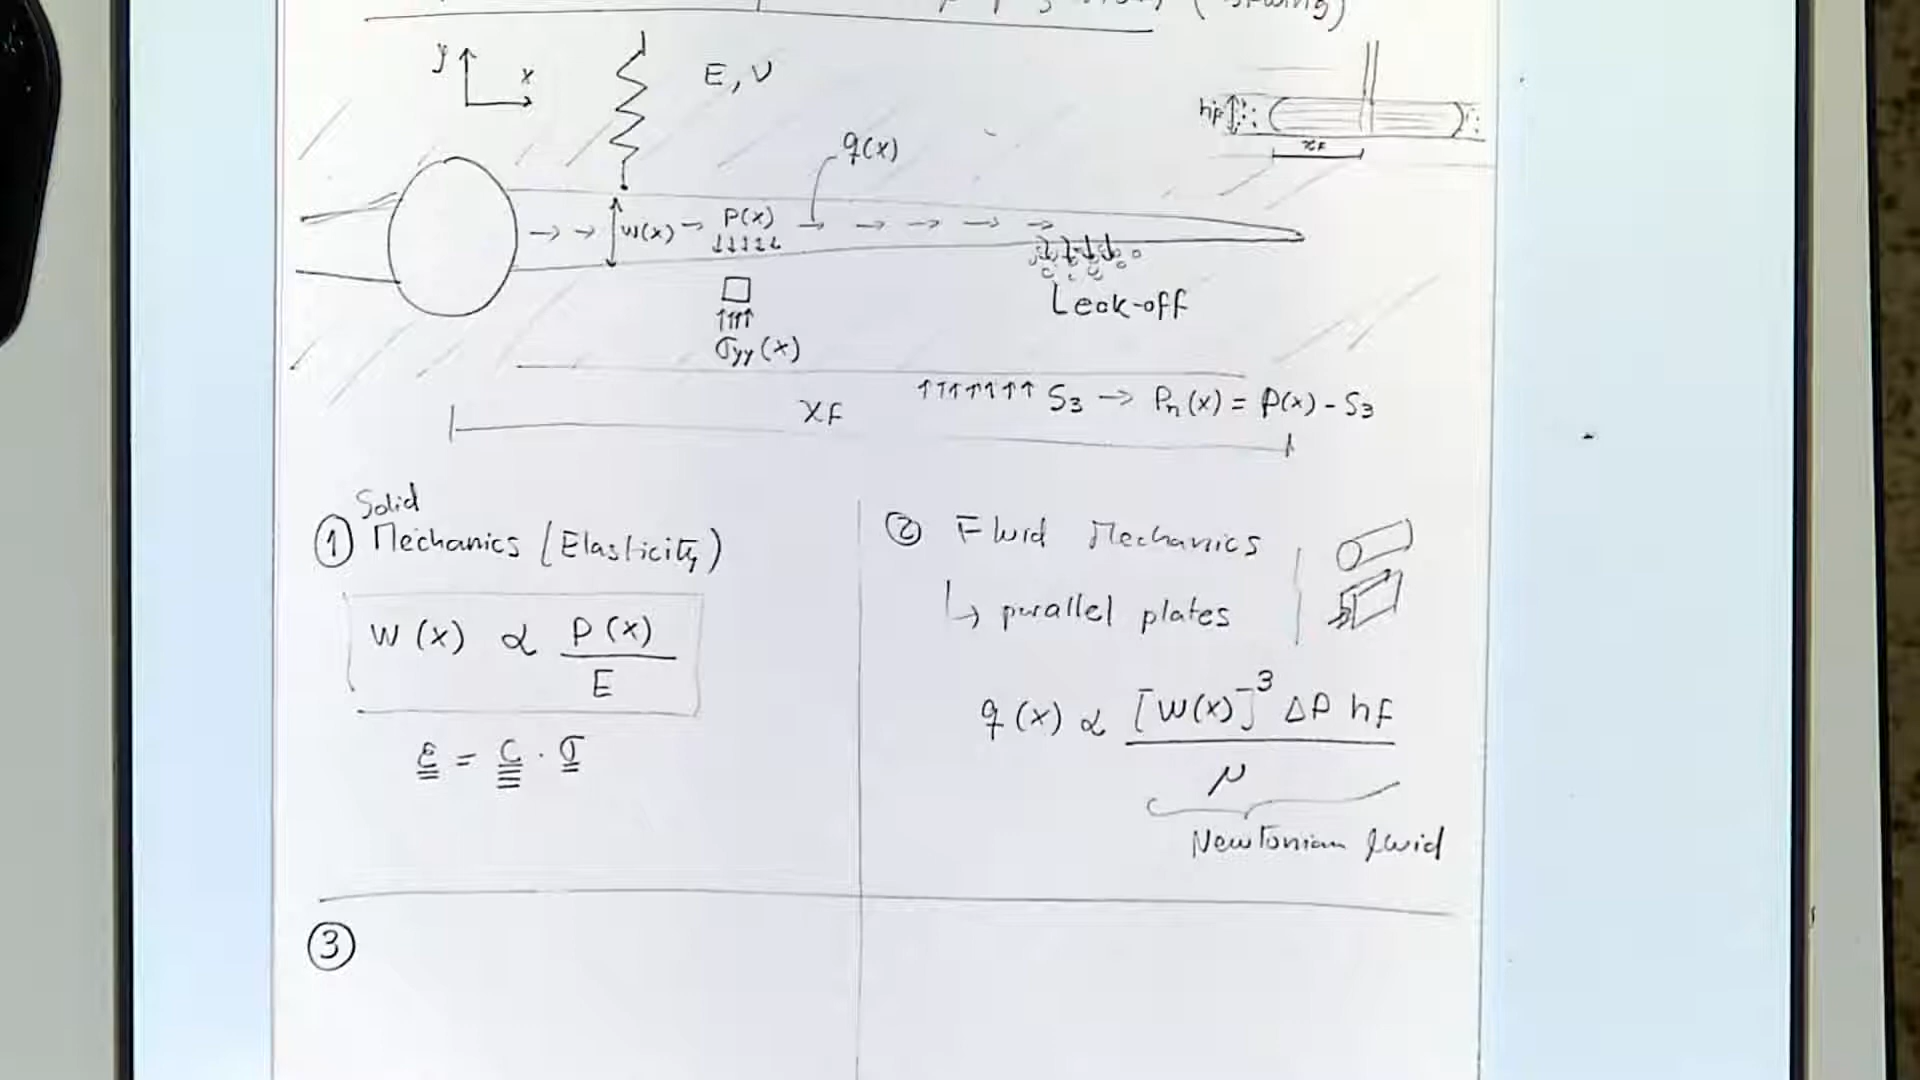 y
x
E, ν
hf
xf
q(x)
w(x)
P(x)
Leak-off
σyy(x)
S3 → Pn(x) = P(x) - S3
xf
① Solid
Mechanics (Elasticity)
W(x) ∝ P(x) / E
ε = C · σ
② Fluid Mechanics
↳ parallel plates
q(x) ∝ [W(x)]³ ΔP hf / μ
Newtonian fluid
③